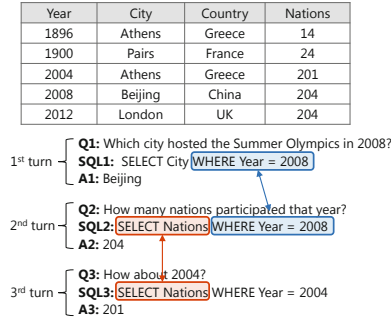 Year City Country Nations
1896 Athens Greece 14
1900 Pairs France 24
2004 Athens Greece 201
2008 Beijing China 204
2012 London UK 204
Q1: Which city hosted the Summer Olympics in 2008?
1st turn SQL1: SELECT City WHERE Year = 2008
A1: Beijing
Q2: How many nations participated that year?
2nd turn SQL2: SELECT Nations WHERE Year = 2008
A2: 204
Q3: How about 2004?
3rd turn SQL3: SELECT Nations WHERE Year = 2004
A3: 201